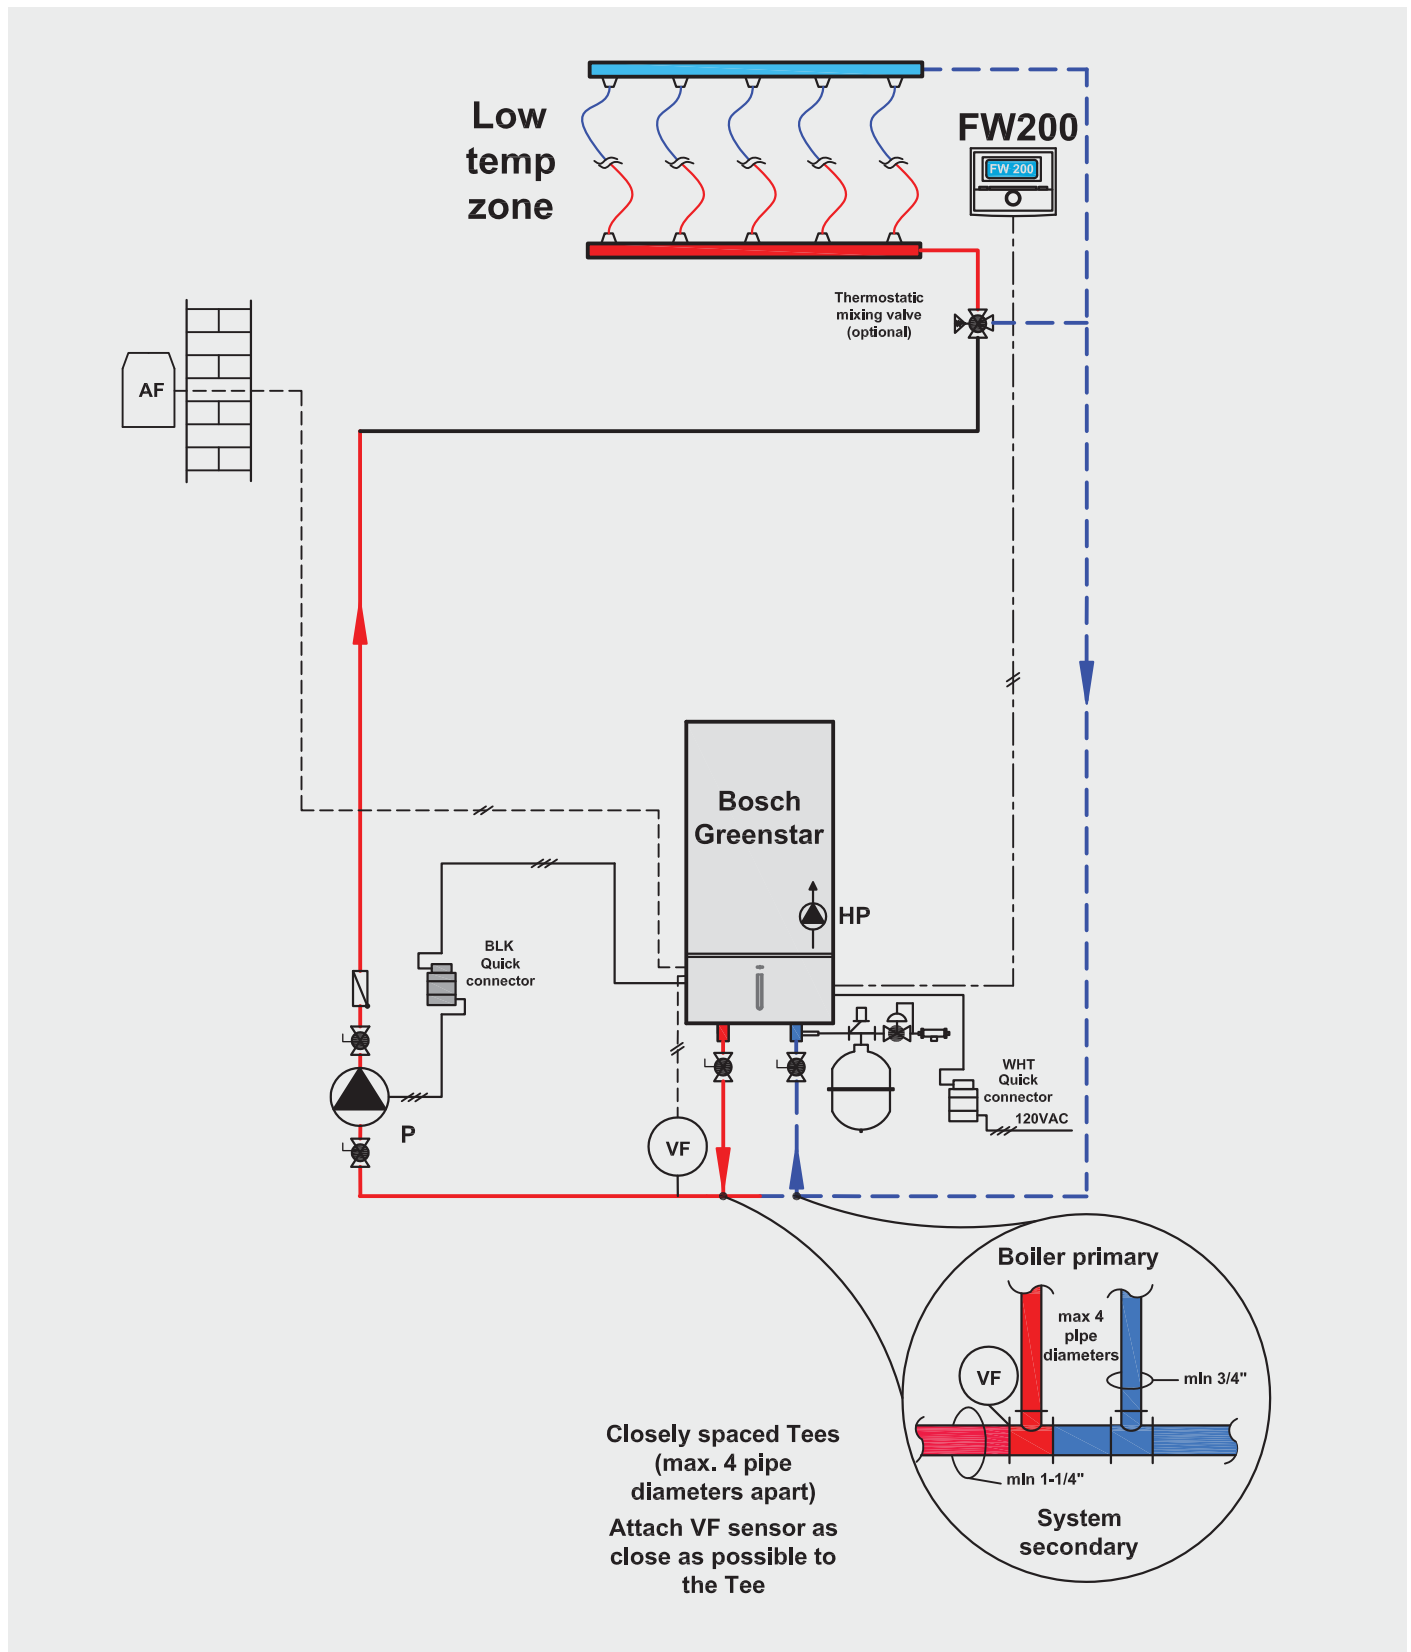 Low
temp
zone
FW200
FW 200
Thermostatic
mixing valve
(optional)
AF
Bosch
Greenstar
HP
BLK
Quick
connector
WHT
Quick
connector
120VAC
P
VF
Boiler primary
max 4
pipe
diameters
VF
min 3/4"
min 1-1/4"
System
secondary
Closely spaced Tees
(max. 4 pipe
diameters apart)
Attach VF sensor as
close as possible to
the Tee